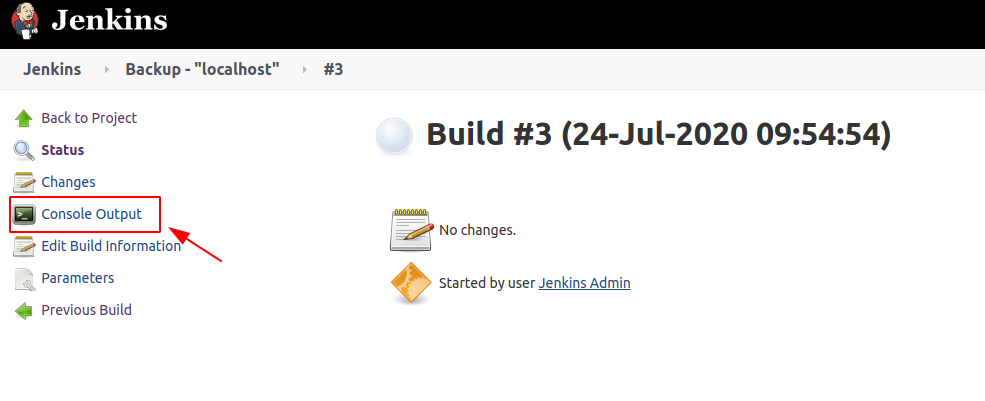 Jenkins
Jenkins Backup - "localhost" #3
Back to Project
Status
Changes
Console Output
Edit Build Information
Parameters
Previous Build
Build #3 (24-Jul-2020 09:54:54)
No changes.
Started by user Jenkins Admin